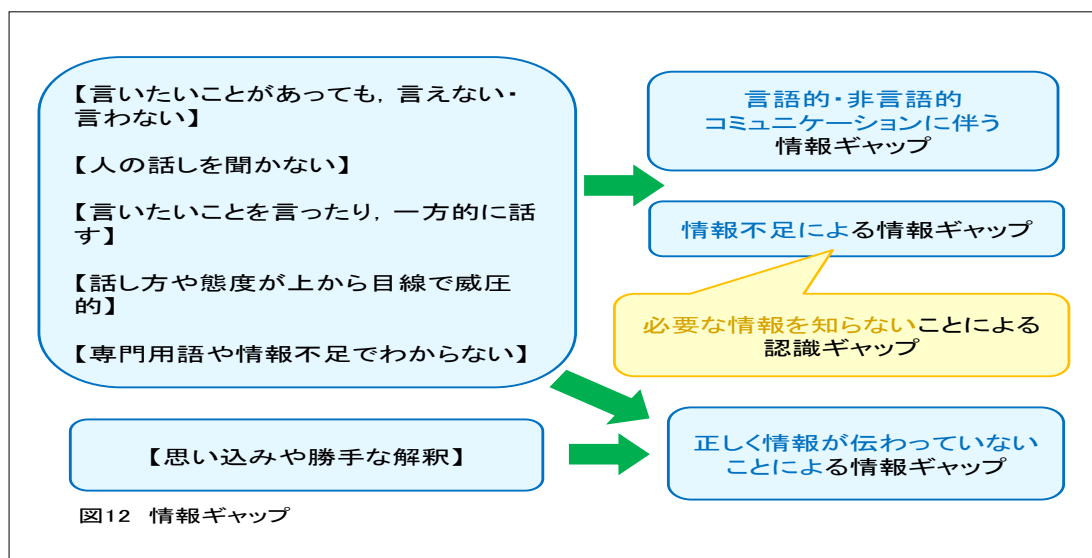 【言いたいことがあっても，言えない・
言わない】
【人の話しを聞かない】
【言いたいことを言ったり，一方的に話
す】
【話し方や態度が上から目線で威圧
的】
【専門用語や情報不足でわからない】
【思い込みや勝手な解釈】
言語的・非言語的
コミュニケーションに伴う
情報ギャップ
情報不足による情報ギャップ
必要な情報を知らないことによる
認識ギャップ
正しく情報が伝わっていない
ことによる情報ギャップ
図12 情報ギャップ